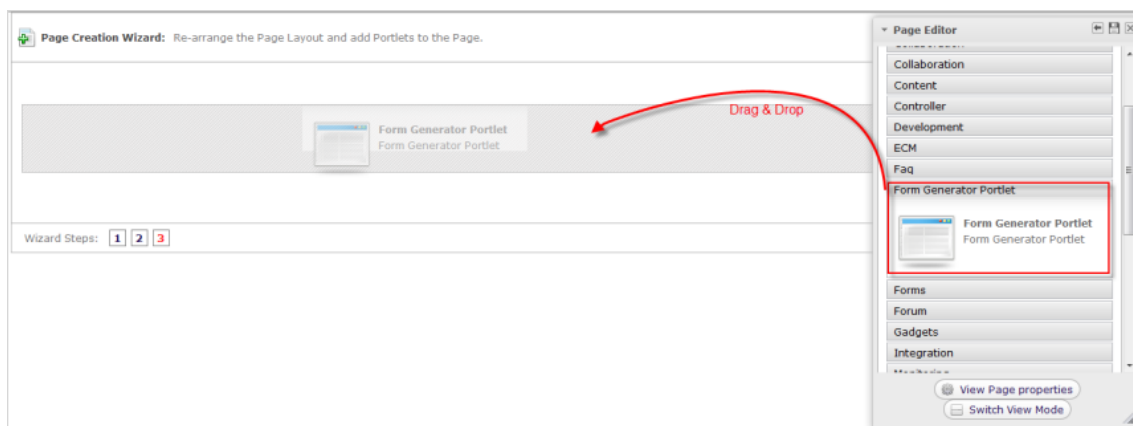 Page Creation Wizard: Re-arrange the Page Layout and add Portlets to the Page.
Form Generator Portlet
Form Generator Portlet
Wizard Steps: 1 2 3
Drag & Drop
Page Editor
Collaboration
Collaboration
Content
Controller
Development
ECM
Faq
Form Generator Portlet
Form Generator Portlet
Form Generator Portlet
Forms
Forum
Gadgets
Integration
Monitoring
View Page properties
Switch View Mode